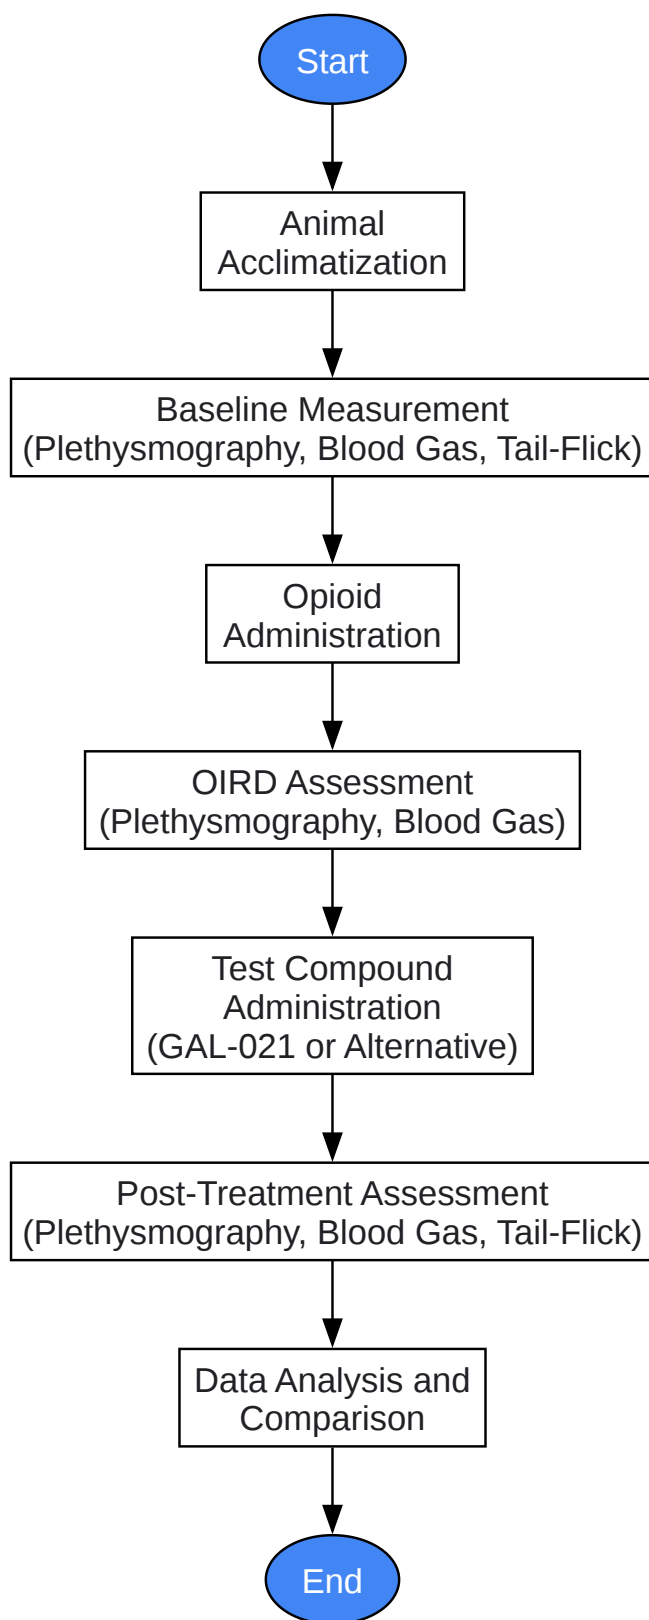 Start
Animal
Acclimatization
Baseline Measurement
(Plethysmography, Blood Gas, Tail-Flick)
Opioid
Administration
OIRD Assessment
(Plethysmography, Blood Gas)
Test Compound
Administration
(GAL-021 or Alternative)
Post-Treatment Assessment
(Plethysmography, Blood Gas, Tail-Flick)
Data Analysis and
Comparison
End